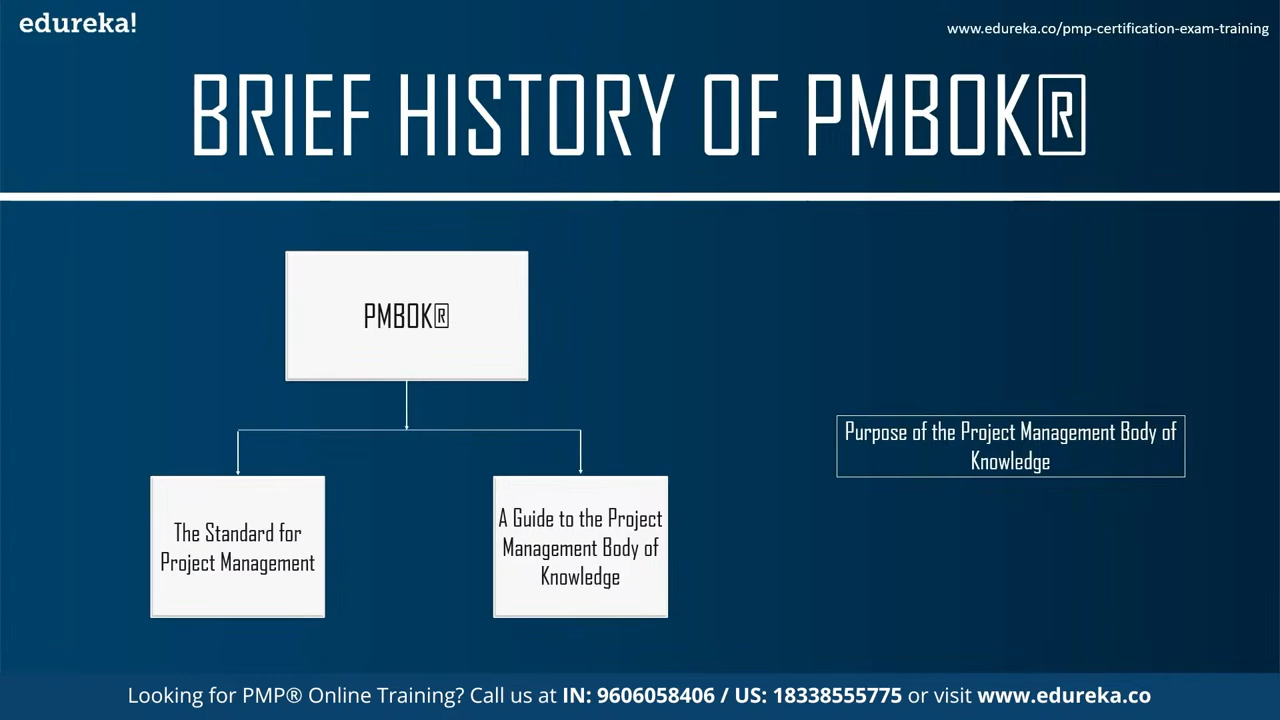 edureka!
www.edureka.co/pmp-certification-exam-training
BRIEF HISTORY OF PMBOK®
PMBOK®
Purpose of the Project Management Body of
Knowledge
The Standard for
Project Management
A Guide to the Project
Management Body of
Knowledge
Looking for PMP® Online Training? Call us at IN: 9606058406 / US: 18338555775 or visit www.edureka.co